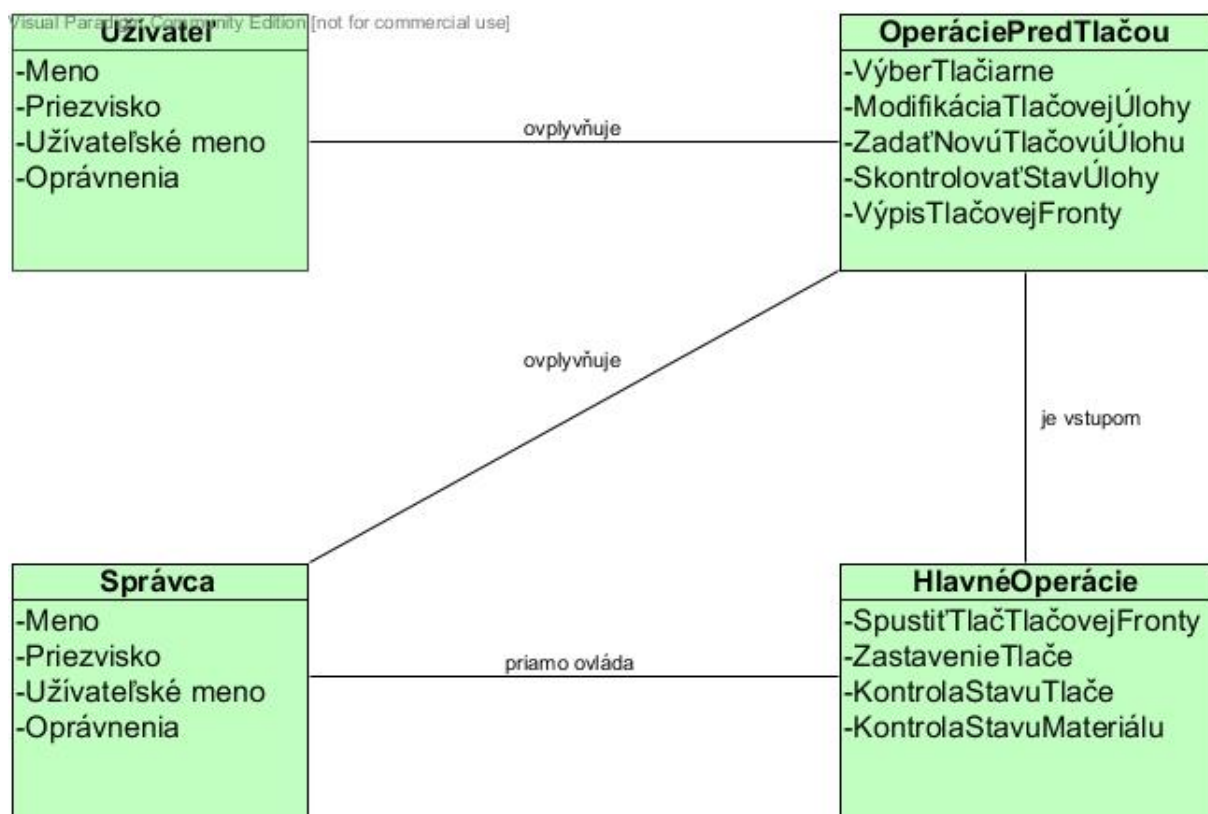 Visual Paradigm Community Edition [not for commercial use]
Užívateľ
-Meno
-Priezvisko
-Užívateľské meno
-Oprávnenia
OperáciePredTlačou
-VýberTlačiarne
-ModifikáciaTlačovejÚlohy
-ZadaťNovúTlačovúÚlohu
-SkontrolovaťStavÚlohy
-VýpisTlačovejFronty
ovplyvňuje
ovplyvňuje
je vstupom
Správca
-Meno
-Priezvisko
-Užívateľské meno
-Oprávnenia
priamo ovláda
HlavnéOperácie
-SpustiťTlačTlačovejFronty
-ZastavenieTlače
-KontrolaStavuTlače
-KontrolaStavuMateriálu